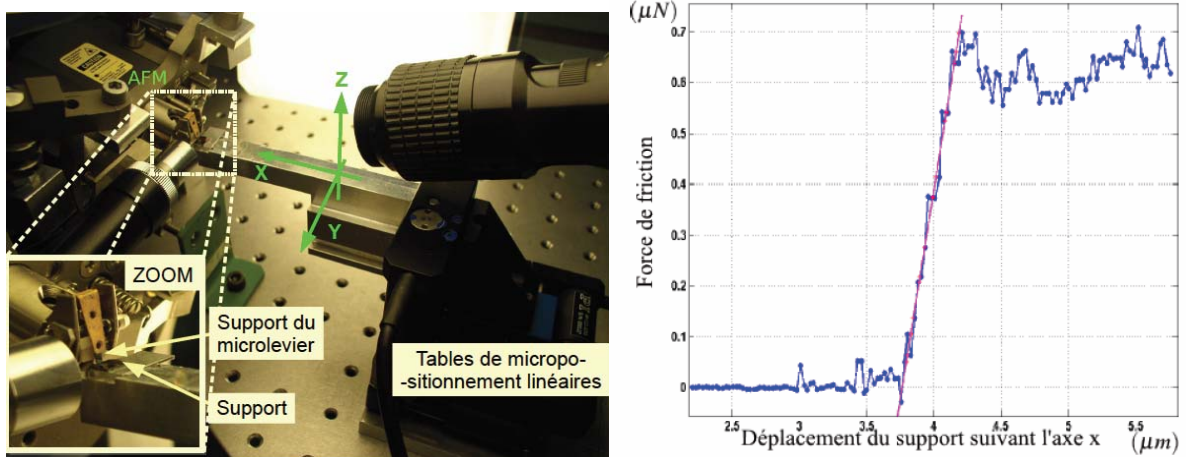 AFM
Z
X
Y
ZOOM
Support du
microlevier
Support
Tables de micropo-
-sitionnement linéaires
(μN)
0.7
0.6
0.5
0.4
0.3
0.2
0.1
0
Force de friction
2.5
3
3.5
4
4.5
5
5.5
Déplacement du support suivant l'axe x
(μm)